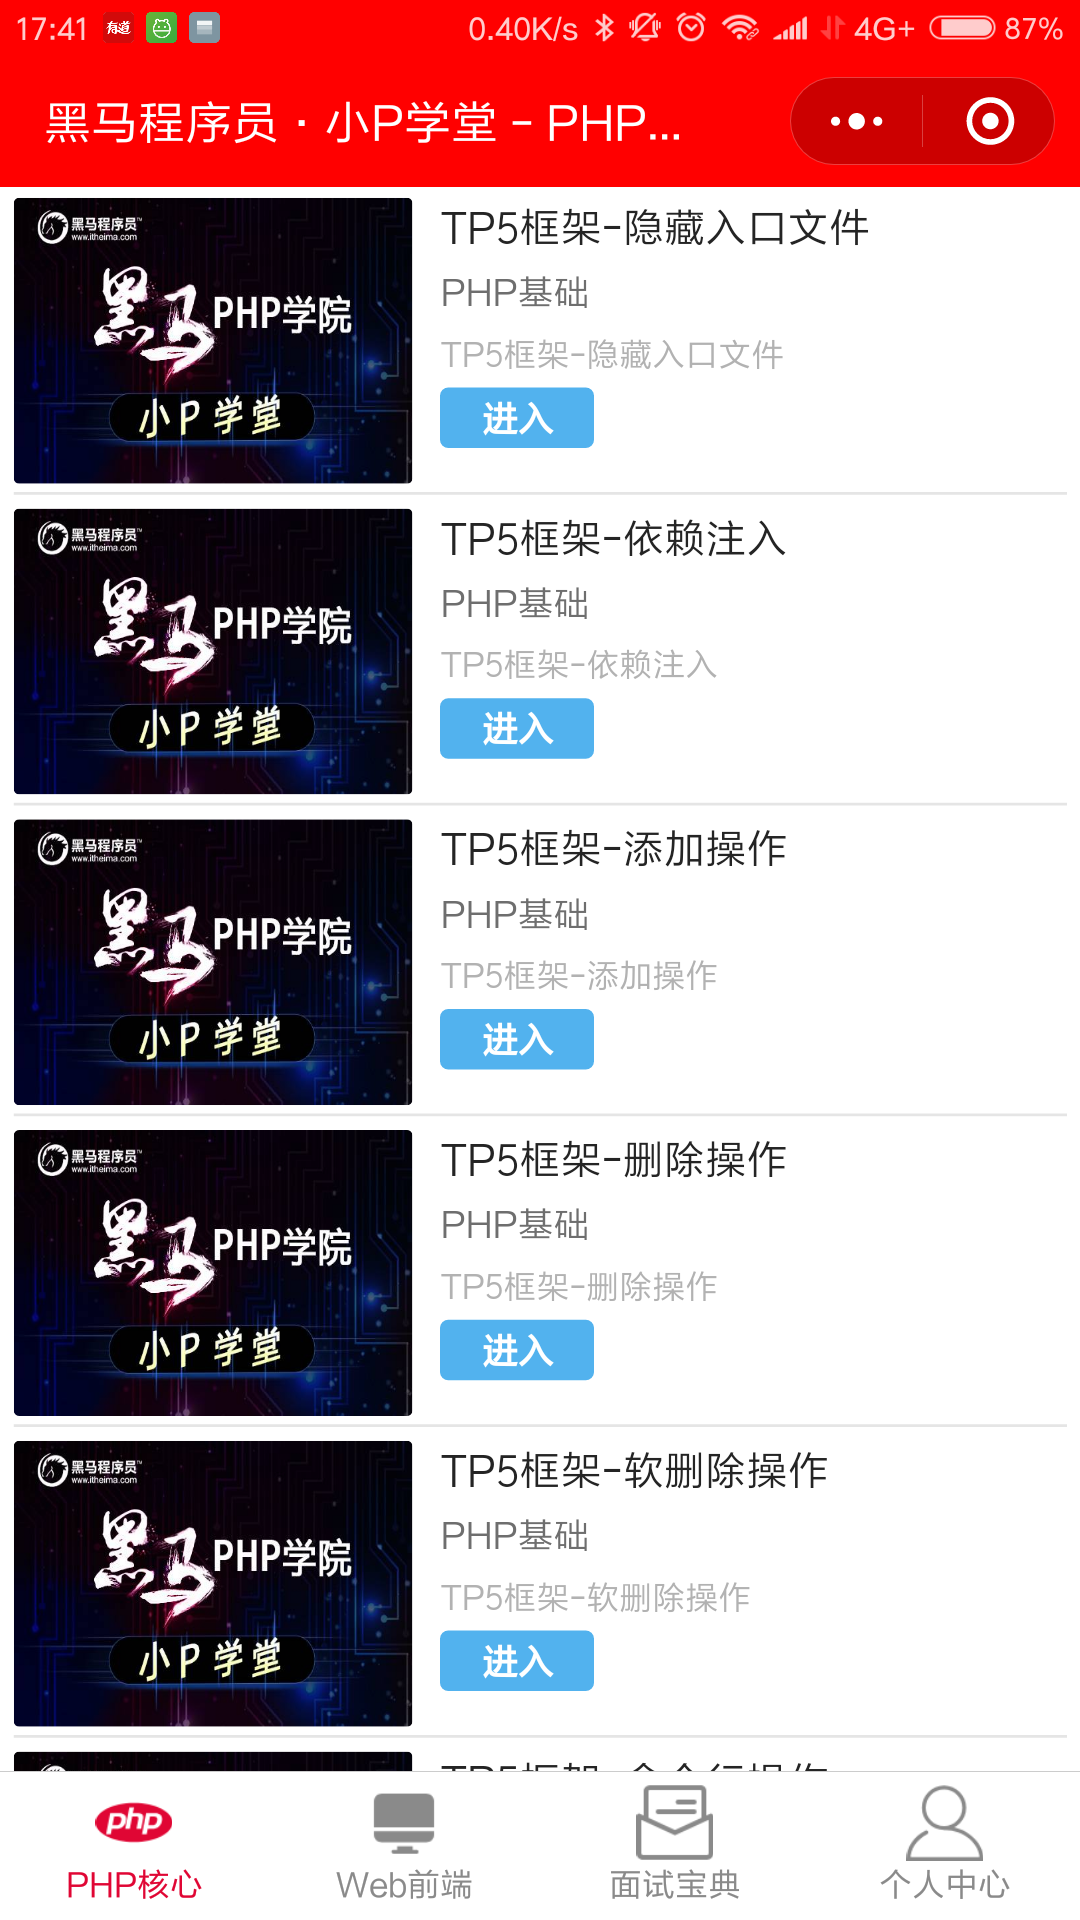 17:41 有道 0.40K/s 4G+ 87%
黑马程序员 · 小P学堂 - PHP...
黑马程序员™
www.itheima.com
黑马PHP学院
小P学堂
TP5框架-隐藏入口文件
PHP基础
TP5框架-隐藏入口文件
进入
黑马程序员™
www.itheima.com
黑马PHP学院
小P学堂
TP5框架-依赖注入
PHP基础
TP5框架-依赖注入
进入
黑马程序员™
www.itheima.com
黑马PHP学院
小P学堂
TP5框架-添加操作
PHP基础
TP5框架-添加操作
进入
黑马程序员™
www.itheima.com
黑马PHP学院
小P学堂
TP5框架-删除操作
PHP基础
TP5框架-删除操作
进入
黑马程序员™
www.itheima.com
黑马PHP学院
小P学堂
TP5框架-软删除操作
PHP基础
TP5框架-软删除操作
进入
php
PHP核心
Web前端
面试宝典
个人中心